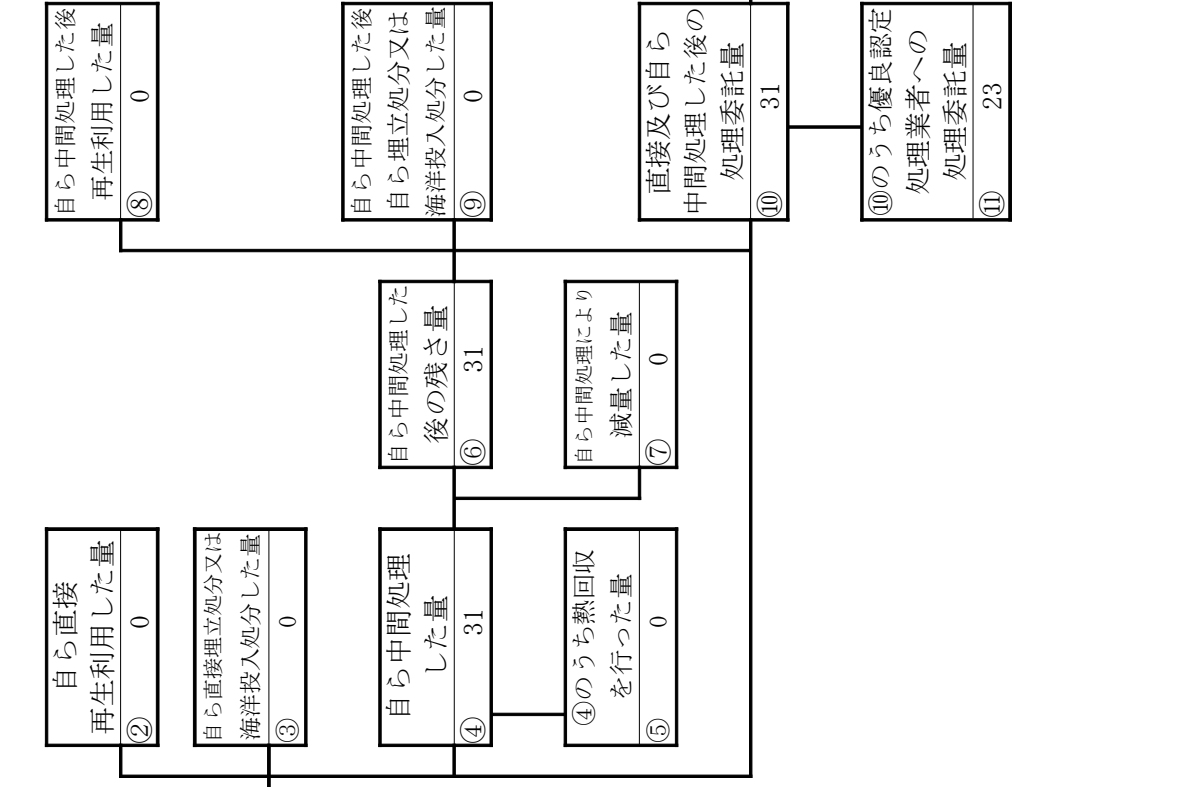 自ら直接
再生利用した量
② 0
自ら直接埋立処分又は
海洋投入処分した量
③ 0
自ら中間処理
した量
④ 31
④のうち熱回収
を行った量
⑤ 0
自ら中間処理した
後の残さ量
⑥ 31
自ら中間処理により
減量した量
⑦ 0
自ら中間処理した後
再生利用した量
⑧ 0
自ら中間処理した後
自ら埋立処分又は
海洋投入処分した量
⑨ 0
直接及び自ら
中間処理した後の
処理委託量
⑩ 31
⑩のうち優良認定
処理業者への
処理委託量
⑪ 23